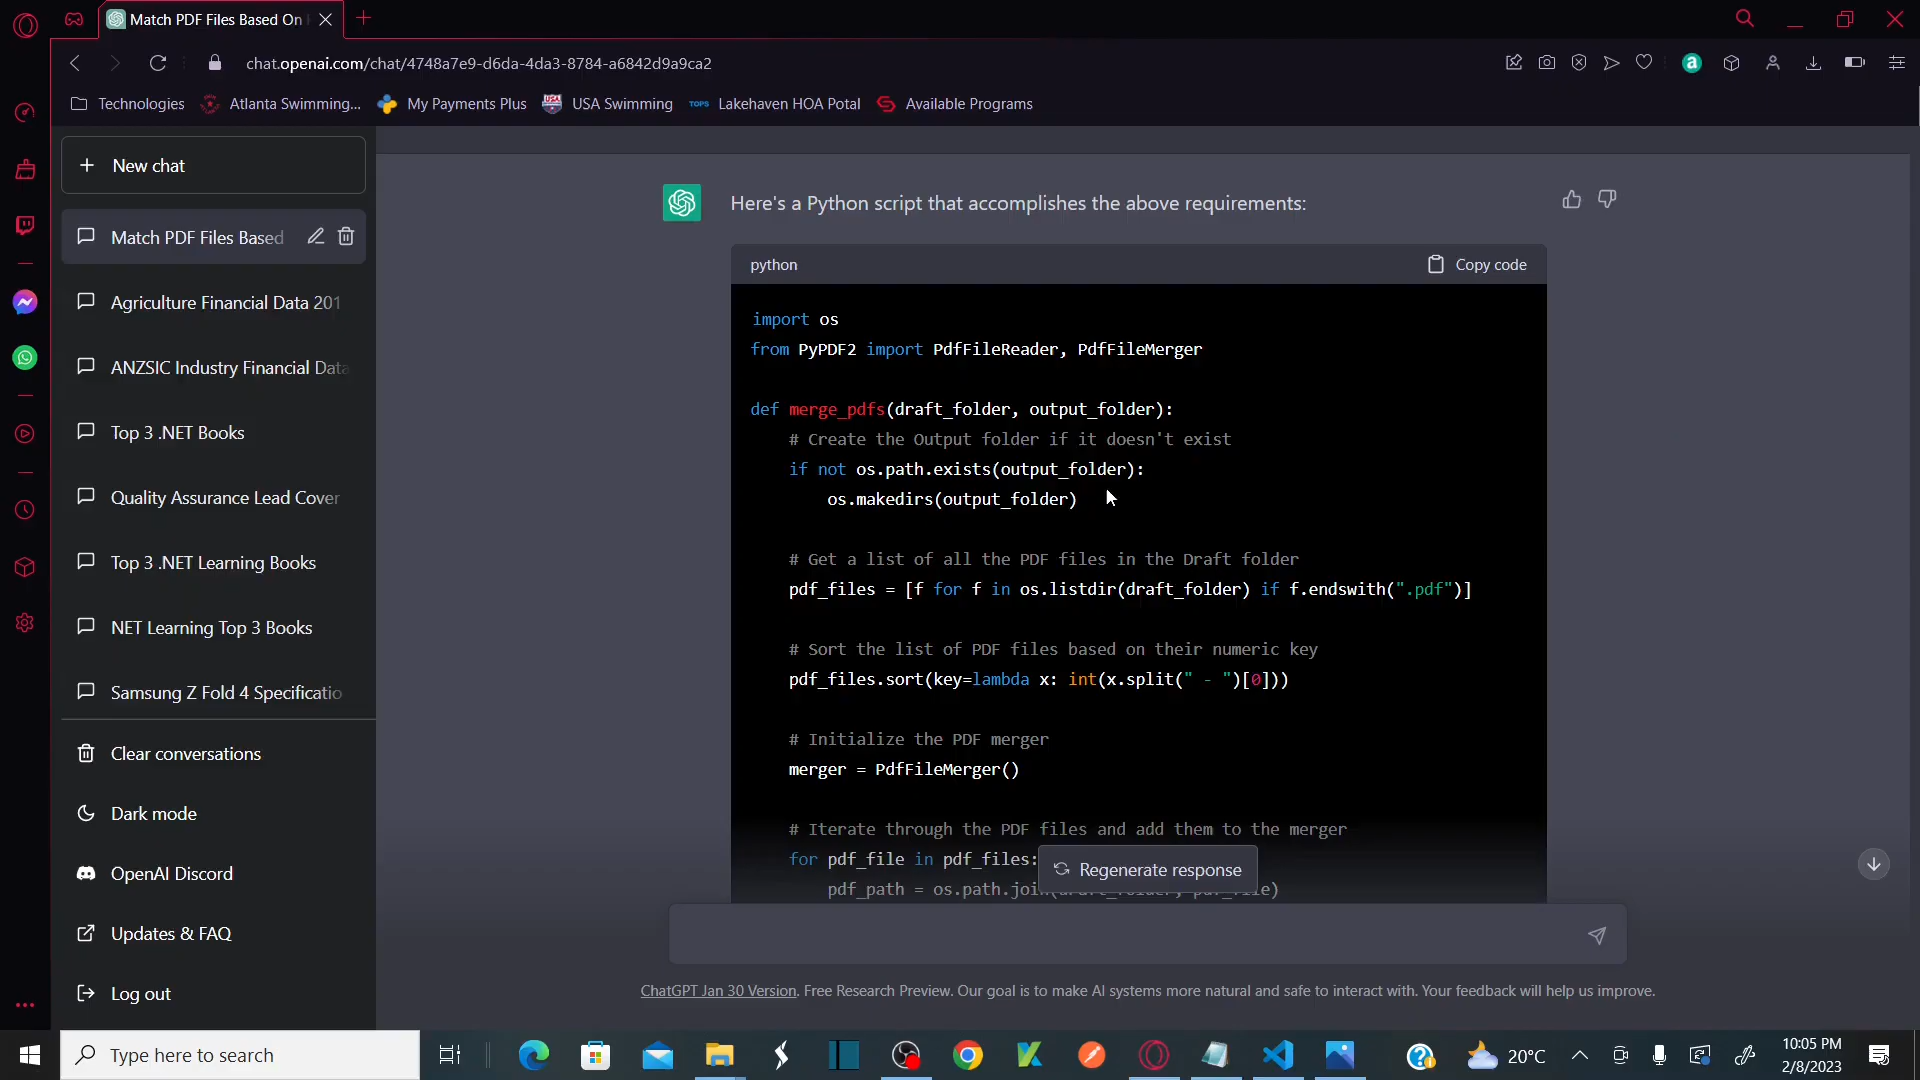 Match PDF Files Based On
chat.openai.com/chat/4748a7e9-d6da-4da3-8784-a6842d9a9ca2
Technologies
Atlanta Swimming...
My Payments Plus
USA Swimming
TOPS
Lakehaven HOA Potal
Available Programs
New chat
Match PDF Files Based
Agriculture Financial Data 201
ANZSIC Industry Financial Data
Top 3 .NET Books
Quality Assurance Lead Cover
Top 3 .NET Learning Books
NET Learning Top 3 Books
Samsung Z Fold 4 Specificatio
Clear conversations
Dark mode
OpenAI Discord
Updates & FAQ
Log out
Here's a Python script that accomplishes the above requirements:
python
Copy code
import os
from PyPDF2 import PdfFileReader, PdfFileMerger
def merge_pdfs(draft_folder, output_folder):
# Create the Output folder if it doesn't exist
if not os.path.exists(output_folder):
os.makedirs(output_folder)
# Get a list of all the PDF files in the Draft folder
pdf_files = [f for f in os.listdir(draft_folder) if f.endswith(".pdf")]
# Sort the list of PDF files based on their numeric key
pdf_files.sort(key=lambda x: int(x.split(" - ")[0]))
# Initialize the PDF merger
merger = PdfFileMerger()
# Iterate through the PDF files and add them to the merger
for pdf_file in pdf_files:
pdf_path = os.path.join(draft_folder, pdf_file)
Regenerate response
ChatGPT Jan 30 Version. Free Research Preview. Our goal is to make AI systems more natural and safe to interact with. Your feedback will help us improve.
Type here to search
20°C
10:05 PM
2/8/2023